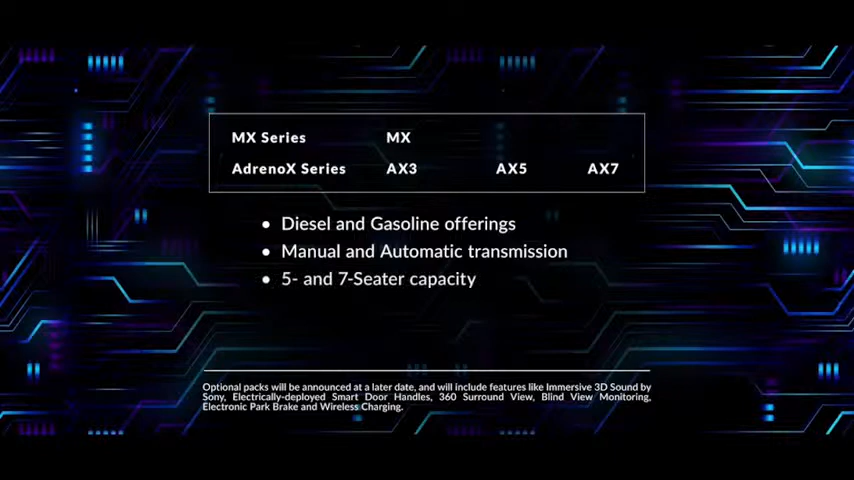 MX Series MX
AdrenoX Series AX3 AX5 AX7
• Diesel and Gasoline offerings
• Manual and Automatic transmission
• 5- and 7-Seater capacity
Optional packs will be announced at a later date, and will include features like Immersive 3D Sound by
Sony, Electrically-deployed Smart Door Handles, 360 Surround View, Blind View Monitoring,
Electronic Park Brake and Wireless Charging.